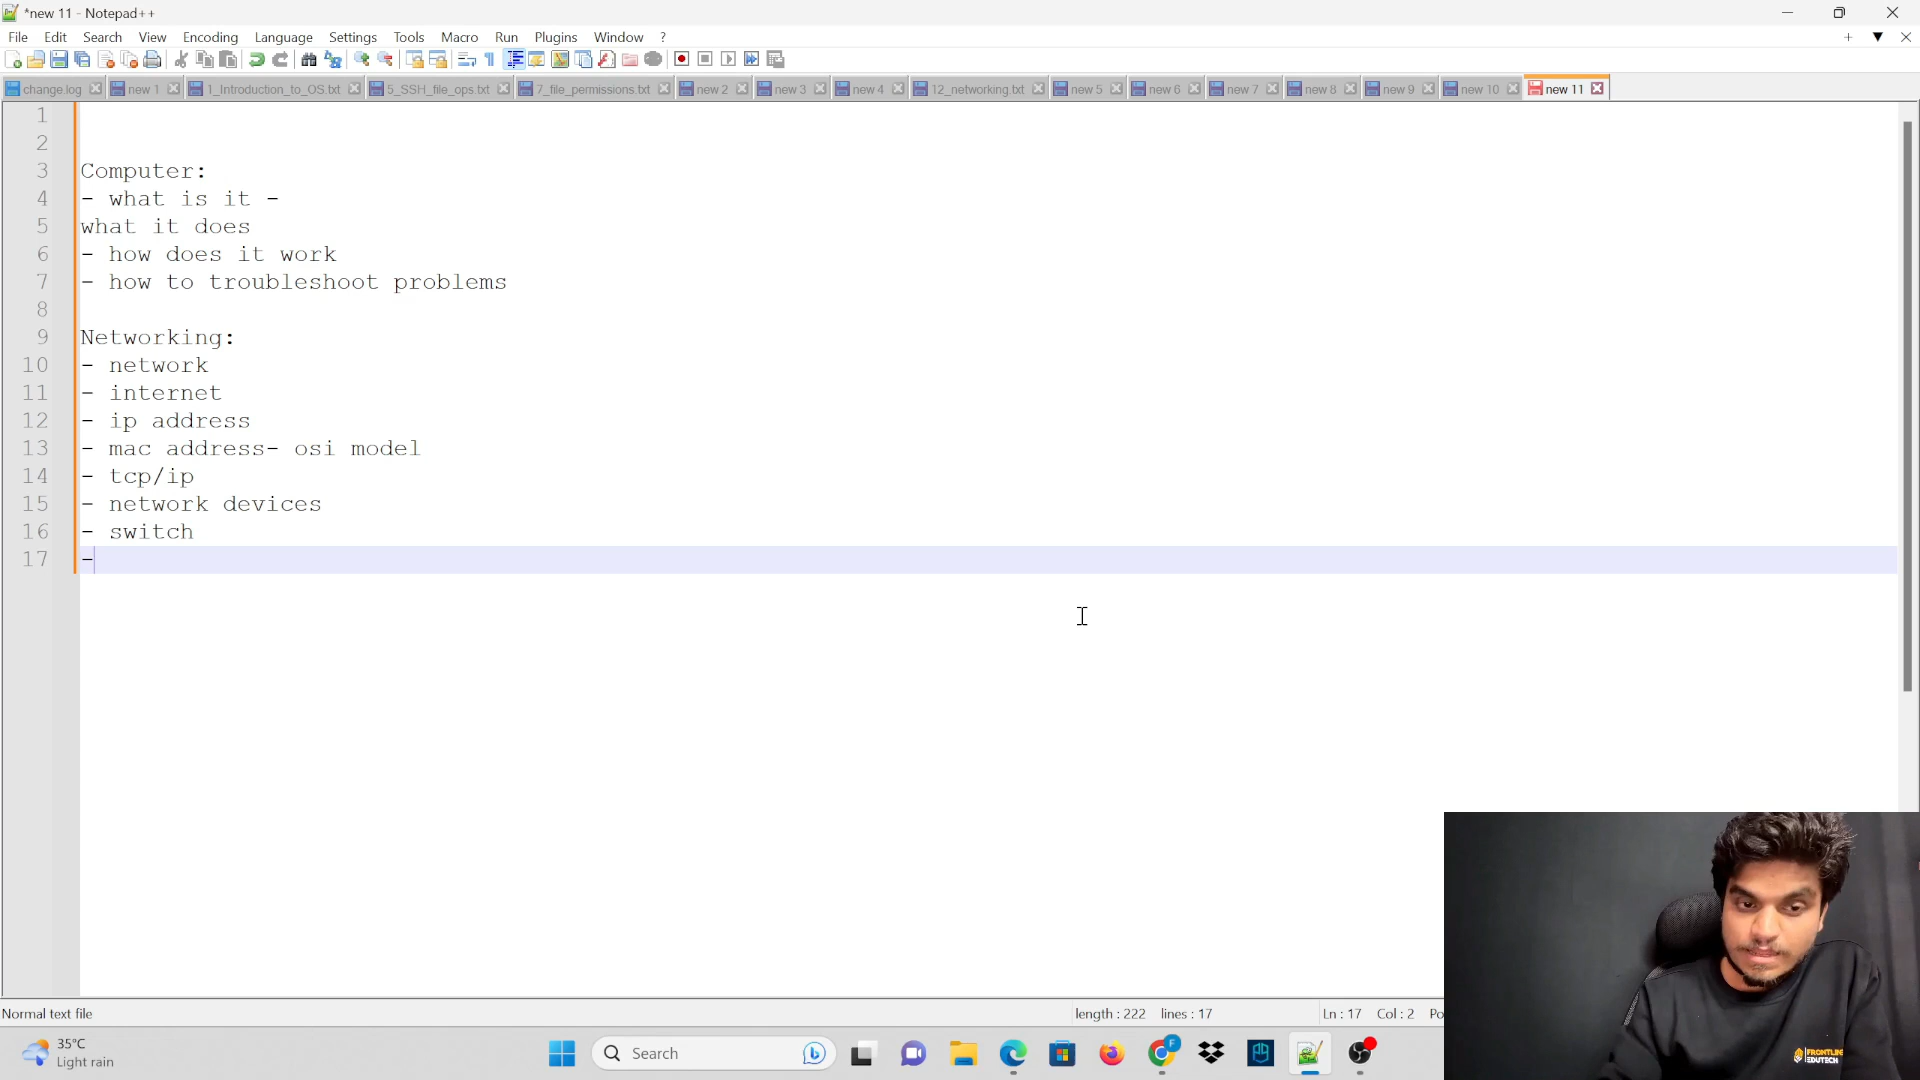 *new 11 - Notepad++
File Edit Search View Encoding Language Settings Tools Macro Run Plugins Window ?
change.log new 1 1_Introduction_to_OS.txt 5_SSH_file_ops.txt 7_file_permissions.txt new 2 new 3 new 4 12_networking.txt new 5 new 6 new 7 new 8 new 9 new 10 new 11
1
2
3 Computer:
4 - what is it -
5 what it does
6 - how does it work
7 - how to troubleshoot problems
8
9 Networking:
10 - network
11 - internet
12 - ip address
13 - mac address- osi model
14 - tcp/ip
15 - network devices
16 - switch
17 -
Normal text file length : 222 lines : 17 Ln : 17 Col : 2 Po
35°C
Light rain
Search
FRONTLINE
EDUTECH